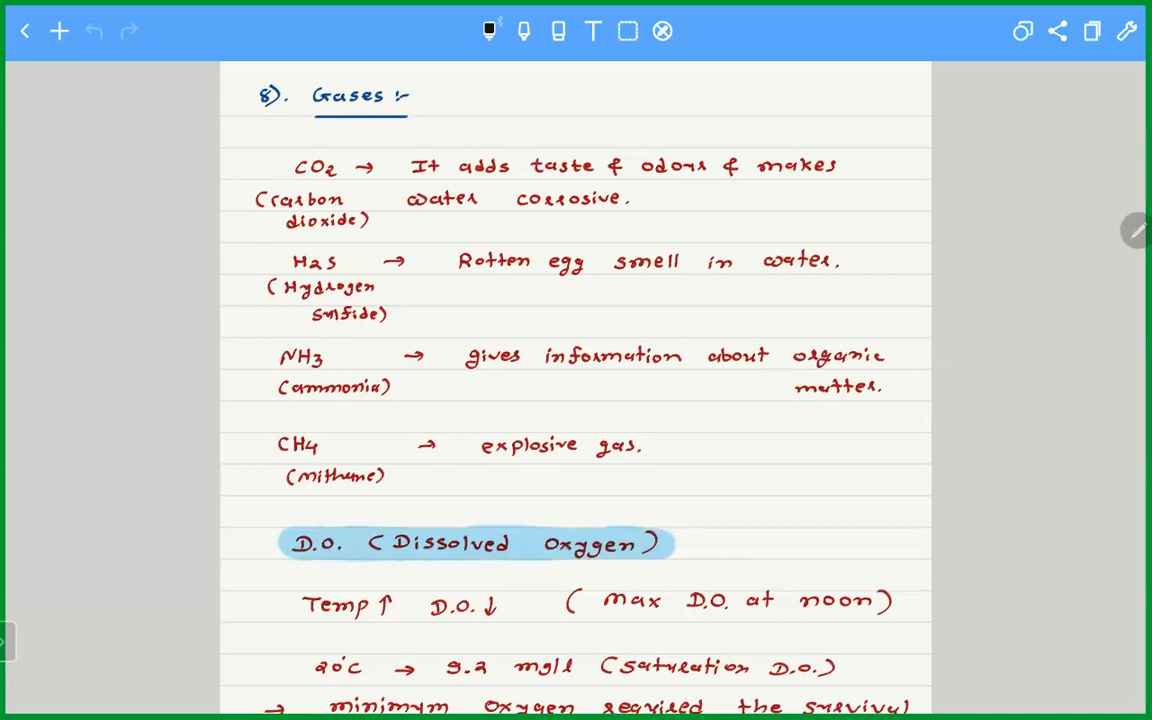 8). Gases :-
CO2 → It adds taste & odour & makes
(carbon water corrosive.
dioxide)
H2S → Rotten egg smell in water.
(Hydrogen
sulfide)
NH3 → gives information about organic
(ammonia) matter.
CH4 → explosive gas.
(mithane)
D.O. (Dissolved Oxygen)
Temp ↑ D.O. ↓ (max D.O. at noon)
20°C → 9.2 mg/l (saturation D.O.)
→ minimum oxygen required the survival